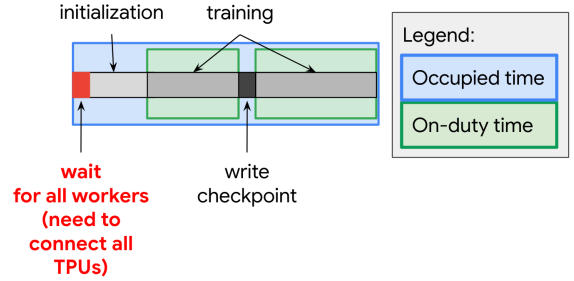 initialization
training
Legend:
Occupied time
On-duty time
wait
for all workers
(need to
connect all
TPUs)
write
checkpoint